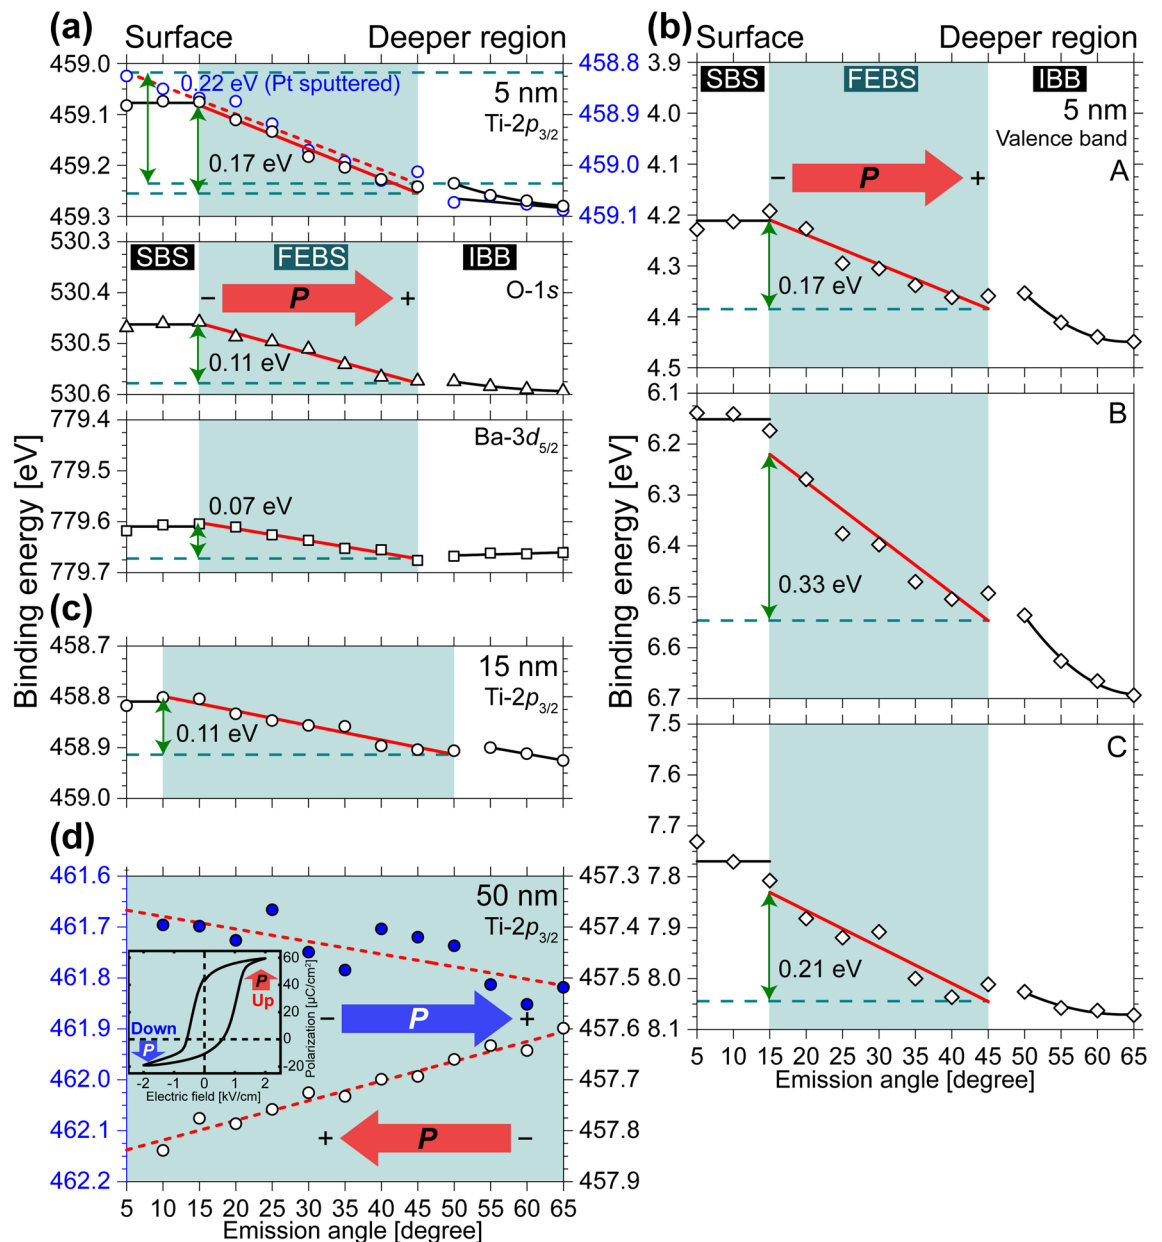 (a)
Surface
Deeper region
459.0
459.1
459.2
459.3
458.8
458.9
459.0
459.1
0.22 eV (Pt sputtered)
5 nm
Ti-2p3/2
0.17 eV
530.3
530.4
530.5
530.6
SBS
FEBS
IBB
O-1s
− P +
0.11 eV
779.4
779.5
779.6
779.7
Ba-3d5/2
0.07 eV
Binding energy [eV]
(c)
458.7
458.8
458.9
459.0
15 nm
Ti-2p3/2
0.11 eV
(d)
461.6
461.7
461.8
461.9
462.0
462.1
462.2
457.3
457.4
457.5
457.6
457.7
457.8
457.9
50 nm
Ti-2p3/2
− P +
+ P −
60
40
20
0
-20
Polarization [μC/cm²]
P
Up
Down
P
-2 -1 0 1 2
Electric field [kV/cm]
5 10 15 20 25 30 35 40 45 50 55 60 65
Emission angle [degree]
(b)
Surface
Deeper region
3.9
4.0
4.1
4.2
4.3
4.4
4.5
SBS
FEBS
IBB
5 nm
Valence band
A
− P +
0.17 eV
6.1
6.2
6.3
6.4
6.5
6.6
6.7
B
0.33 eV
Binding energy [eV]
7.5
7.6
7.7
7.8
7.9
8.0
8.1
C
0.21 eV
5 10 15 20 25 30 35 40 45 50 55 60 65
Emission angle [degree]